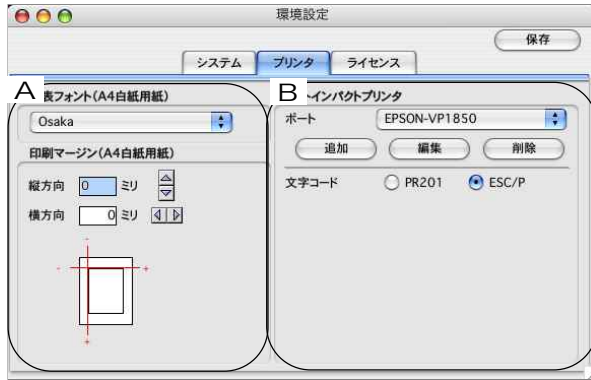 環境設定
保存
システム プリンタ ライセンス
A 表フォント(A4白紙用紙)
Osaka
印刷マージン(A4白紙用紙)
縦方向 0 ミリ
横方向 0 ミリ
- +
-
+
B トインパクトプリンタ
ポート EPSON-VP1850
追加 編集 削除
文字コード PR201 ESC/P